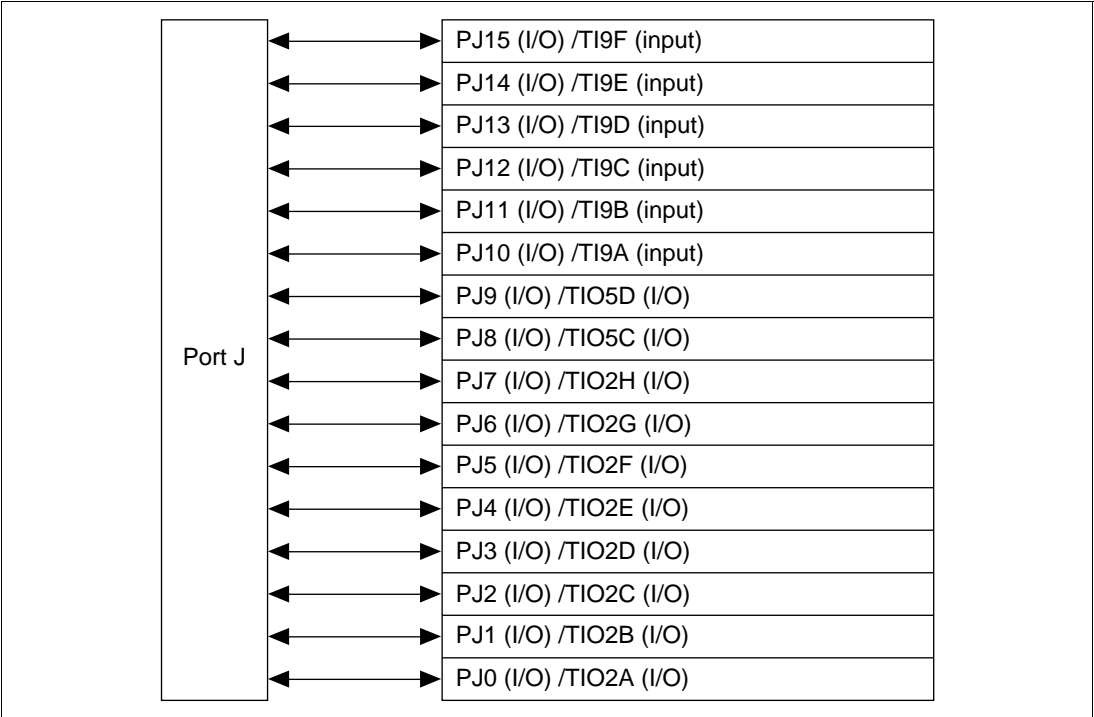 PJ15 (I/O) /TI9F (input)
PJ14 (I/O) /TI9E (input)
PJ13 (I/O) /TI9D (input)
PJ12 (I/O) /TI9C (input)
PJ11 (I/O) /TI9B (input)
PJ10 (I/O) /TI9A (input)
PJ9 (I/O) /TIO5D (I/O)
PJ8 (I/O) /TIO5C (I/O)
Port J
PJ7 (I/O) /TIO2H (I/O)
PJ6 (I/O) /TIO2G (I/O)
PJ5 (I/O) /TIO2F (I/O)
PJ4 (I/O) /TIO2E (I/O)
PJ3 (I/O) /TIO2D (I/O)
PJ2 (I/O) /TIO2C (I/O)
PJ1 (I/O) /TIO2B (I/O)
PJ0 (I/O) /TIO2A (I/O)